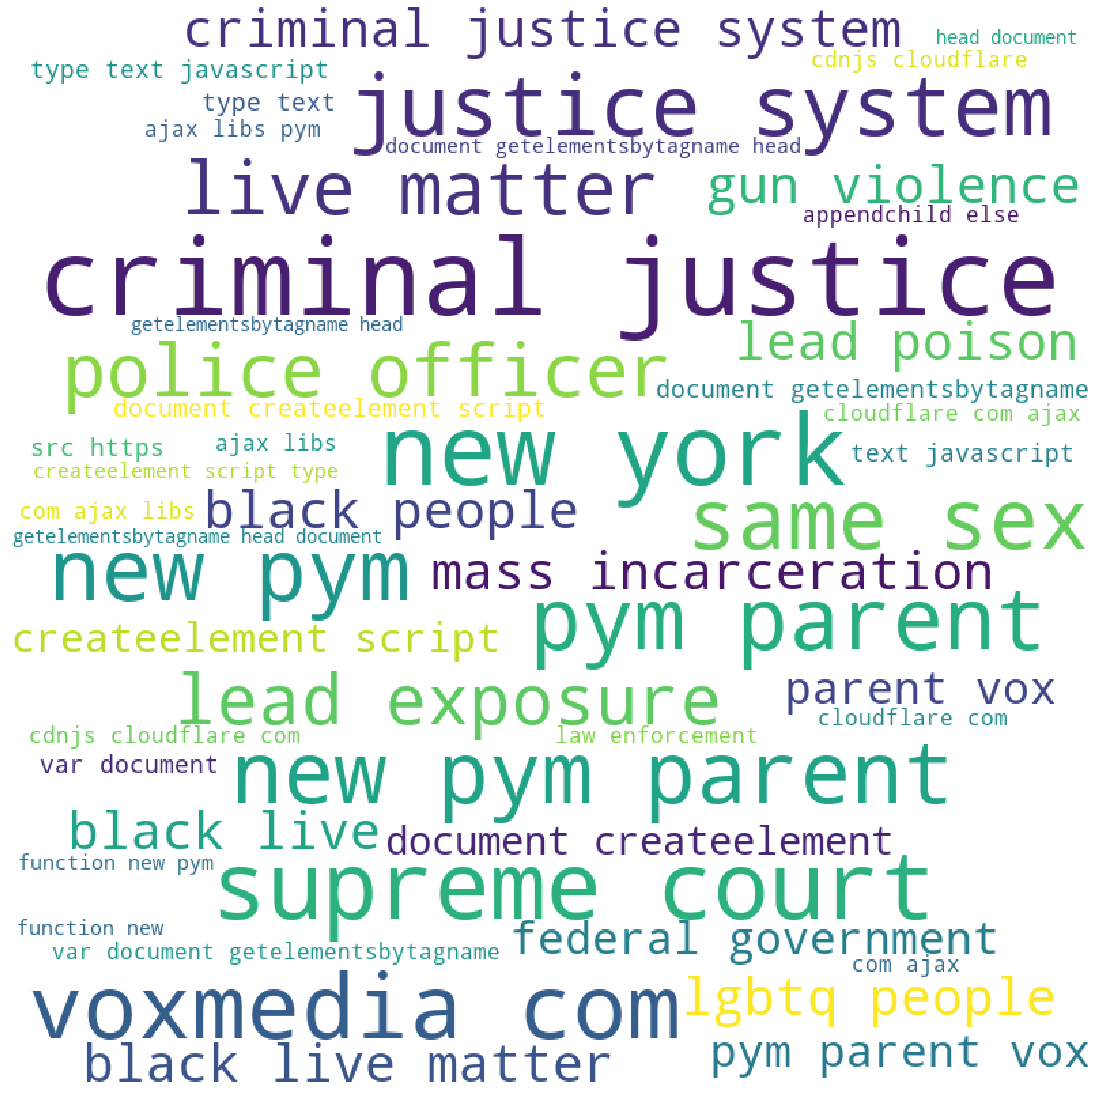 criminal justice system
head document
type text javascript
cdnjs cloudflare
type text
justice system
ajax libs pym
document getelementsbytagname head
live matter
gun violence
appendchild else
criminal justice
getelementsbytagname head
lead poison
police officer
document getelementsbytagname
document createelement script
cloudflare com ajax
src https
ajax libs
new york
text javascript
createelement script type
com ajax libs
black people
same sex
getelementsbytagname head document
new pym
mass incarceration
pym parent
createelement script
lead exposure
parent vox
cloudflare com
cdnjs cloudflare com
law enforcement
var document
new pym parent
black live
document createelement
function new pym
supreme court
function new
federal government
var document getelementsbytagname
com ajax
voxmedia com
lgbtq people
black live matter
pym parent vox